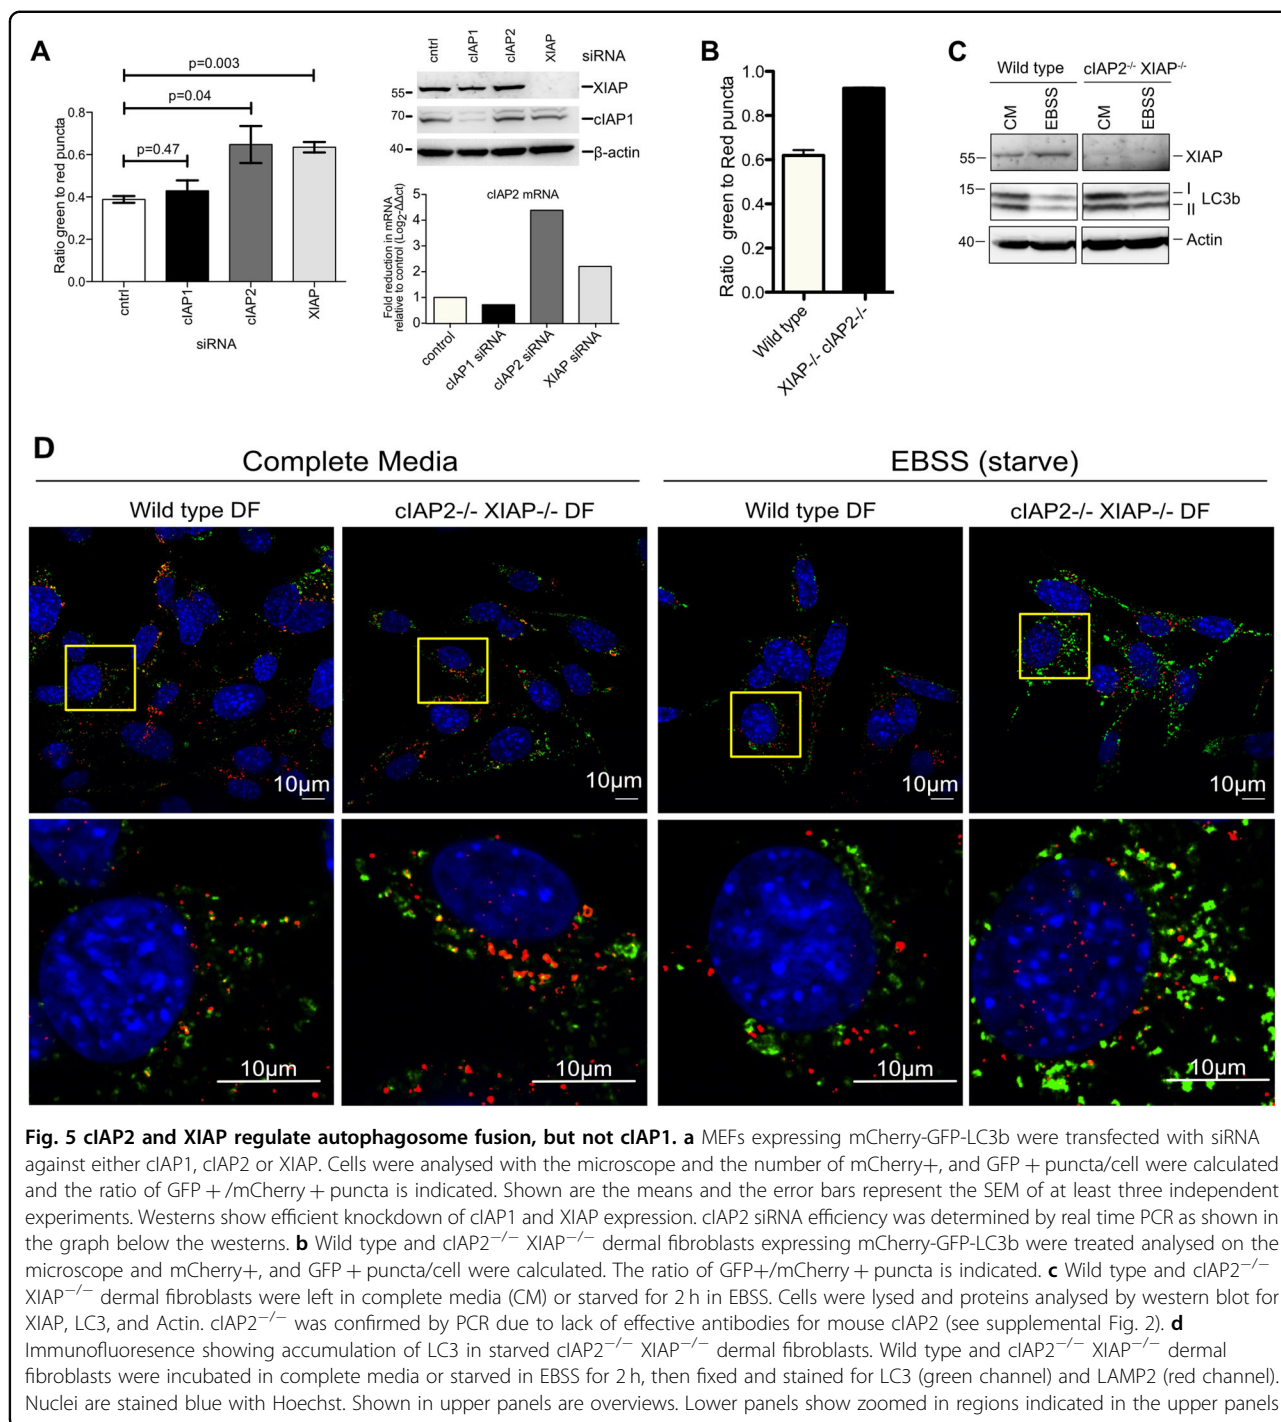 A
p=0.003
p=0.04
p=0.47
Ratio green to red puncta
0.8
0.6
0.4
0.2
0.0
cntrl
cIAP1
cIAP2
XIAP
siRNA
cntrl
cIAP1
cIAP2
XIAP
siRNA
55
XIAP
70
cIAP1
40
β-actin
cIAP2 mRNA
Fold reduction in mRNA
relative to control (Log2-ΔΔct)
5
4
3
2
1
0
control
cIAP1 siRNA
cIAP2 siRNA
XIAP siRNA
B
Ratio green to Red puncta
1.0
0.8
0.6
0.4
0.2
0.0
Wild type
XIAP-/- cIAP2-/-
C
Wild type
cIAP2-/- XIAP-/-
CM
EBSS
CM
EBSS
55
XIAP
15
I
LC3b
II
40
Actin
D
Complete Media
EBSS (starve)
Wild type DF
cIAP2-/- XIAP-/- DF
Wild type DF
cIAP2-/- XIAP-/- DF
10μm
10μm
10μm
10μm
10μm
10μm
10μm
10μm
Fig. 5 cIAP2 and XIAP regulate autophagosome fusion, but not cIAP1. a MEFs expressing mCherry-GFP-LC3b were transfected with siRNA
against either cIAP1, cIAP2 or XIAP. Cells were analysed with the microscope and the number of mCherry+, and GFP + puncta/cell were calculated
and the ratio of GFP + /mCherry + puncta is indicated. Shown are the means and the error bars represent the SEM of at least three independent
experiments. Westerns show efficient knockdown of cIAP1 and XIAP expression. cIAP2 siRNA efficiency was determined by real time PCR as shown in
the graph below the westerns. b Wild type and cIAP2−/− XIAP−/− dermal fibroblasts expressing mCherry-GFP-LC3b were treated analysed on the
microscope and mCherry+, and GFP + puncta/cell were calculated. The ratio of GFP+/mCherry + puncta is indicated. c Wild type and cIAP2−/−
XIAP−/− dermal fibroblasts were left in complete media (CM) or starved for 2 h in EBSS. Cells were lysed and proteins analysed by western blot for
XIAP, LC3, and Actin. cIAP2−/− was confirmed by PCR due to lack of effective antibodies for mouse cIAP2 (see supplemental Fig. 2). d
Immunofluoresence showing accumulation of LC3 in starved cIAP2−/− XIAP−/− dermal fibroblasts. Wild type and cIAP2−/− XIAP−/− dermal
fibroblasts were incubated in complete media or starved in EBSS for 2 h, then fixed and stained for LC3 (green channel) and LAMP2 (red channel).
Nuclei are stained blue with Hoechst. Shown in upper panels are overviews. Lower panels show zoomed in regions indicated in the upper panels